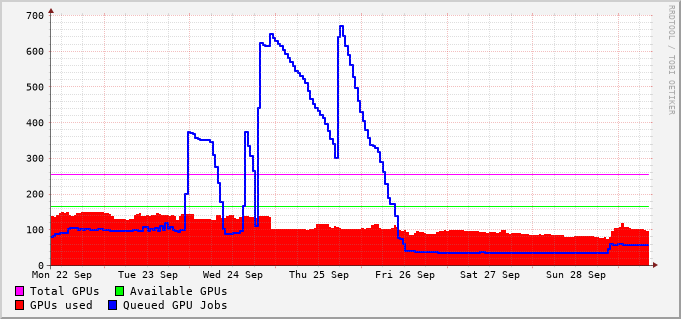 700
600
500
400
300
200
100
0
Mon 22 Sep Tue 23 Sep Wed 24 Sep Thu 25 Sep Fri 26 Sep Sat 27 Sep Sun 28 Sep
Total GPUs Available GPUs
GPUs used Queued GPU Jobs
RRDTOOL / TOBI OETIKER